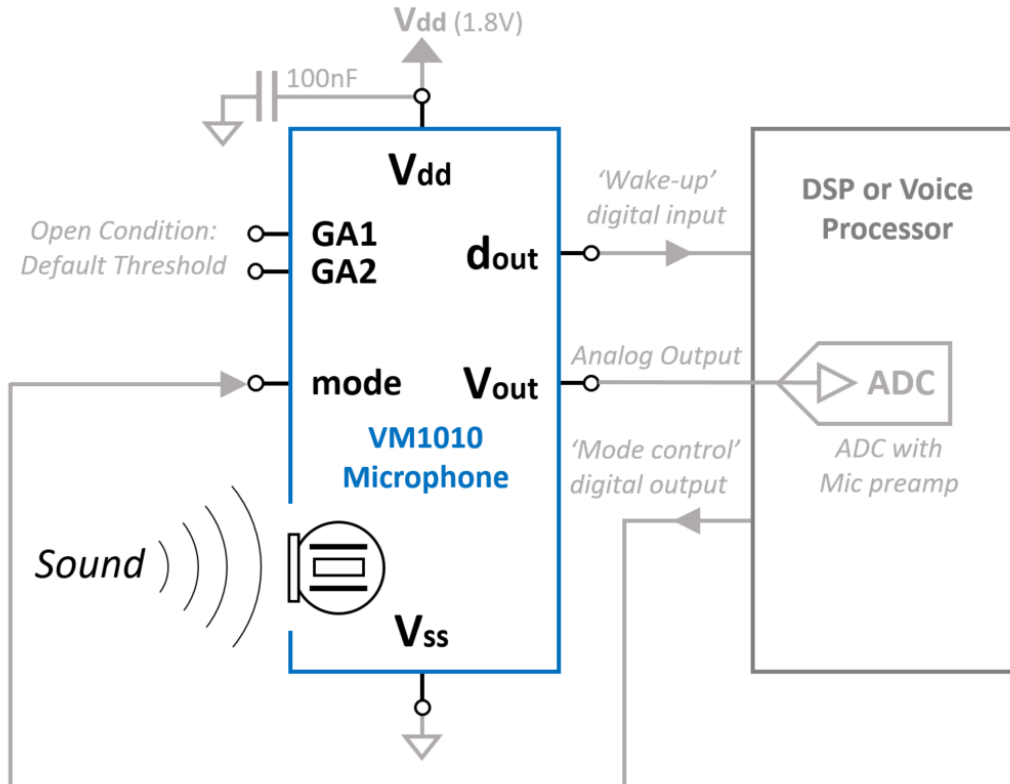 Vdd (1.8V)
100nF
Vdd
Open Condition:
Default Threshold
GA1
GA2
dout
‘Wake-up’
digital input
DSP or Voice
Processor
mode
Vout
Analog Output
ADC
VM1010
Microphone
‘Mode control’
digital output
ADC with
Mic preamp
Sound
Vss